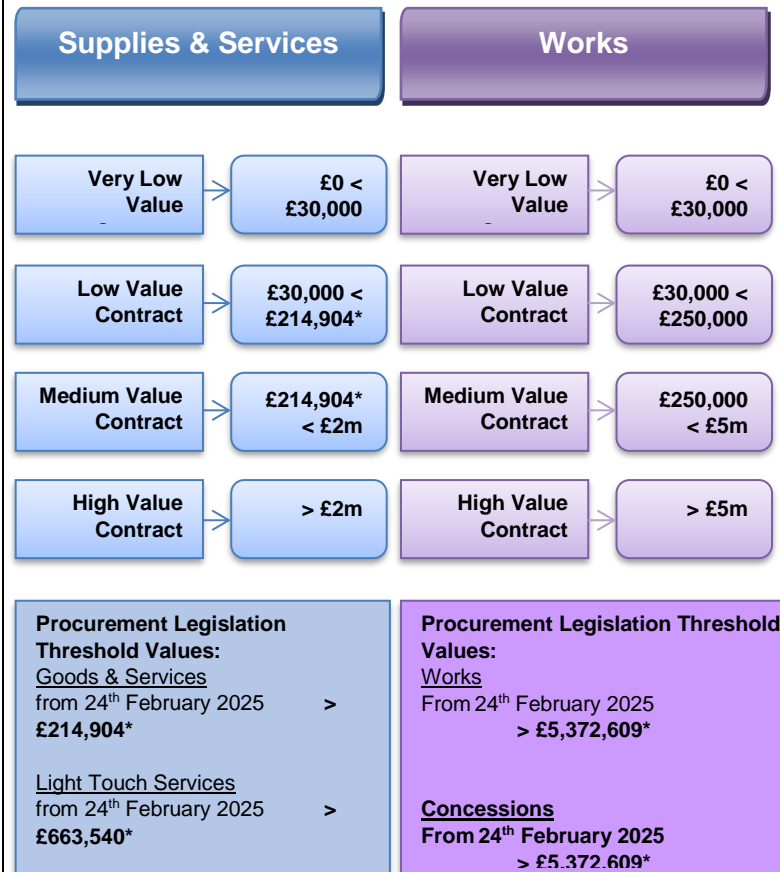 Supplies & Services
Works
Very Low
Value
£0 <
£30,000
Very Low
Value
£0 <
£30,000
Low Value
Contract
£30,000 <
£214,904*
Low Value
Contract
£30,000 <
£250,000
Medium Value
Contract
£214,904*
< £2m
Medium Value
Contract
£250,000
< £5m
High Value
Contract
> £2m
High Value
Contract
> £5m
Procurement Legislation
Threshold Values:
Goods & Services
from 24th February 2025 >
£214,904*
Light Touch Services
from 24th February 2025 >
£663,540*
Procurement Legislation Threshold
Values:
Works
From 24th February 2025
> £5,372,609*
Concessions
From 24th February 2025
> £5,372,609*